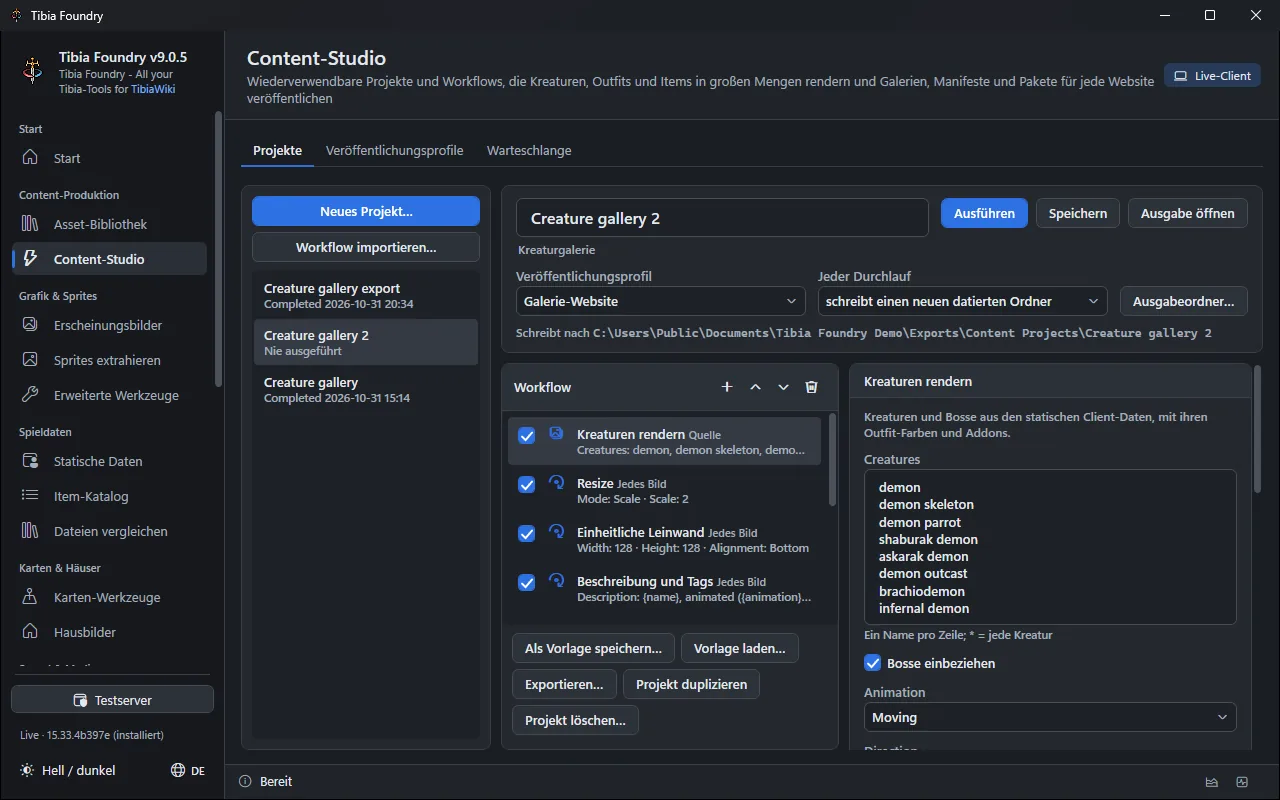 Tibia Foundry
Tibia Foundry v9.0.5
Tibia Foundry - All your
Tibia-Tools for TibiaWiki
Start
Start
Content-Produktion
Asset-Bibliothek
Content-Studio
Grafik & Sprites
Erscheinungsbilder
Sprites extrahieren
Erweiterte Werkzeuge
Spieldaten
Statische Daten
Item-Katalog
Dateien vergleichen
Karten & Häuser
Karten-Werkzeuge
Hausbilder
Testserver
Live · 15.33.4b397e (installiert)
Hell / dunkel
DE
Content-Studio
Wiederverwendbare Projekte und Workflows, die Kreaturen, Outfits und Items in großen Mengen rendern und Galerien, Manifeste und Pakete für jede Website
veröffentlichen
Live-Client
Projekte
Veröffentlichungsprofile
Warteschlange
Neues Projekt...
Workflow importieren...
Creature gallery export
Completed 2026-10-31 20:34
Creature gallery 2
Nie ausgeführt
Creature gallery
Completed 2026-10-31 15:14
Creature gallery 2
Ausführen
Speichern
Ausgabe öffnen
Kreaturgalerie
Veröffentlichungsprofil
Jeder Durchlauf
Galerie-Website
schreibt einen neuen datierten Ordner
Ausgabeordner...
Schreibt nach C:\Users\Public\Documents\Tibia Foundry Demo\Exports\Content Projects\Creature gallery 2
Workflow
Kreaturen rendern Quelle
Creatures: demon, demon skeleton, demo...
Resize Jedes Bild
Mode: Scale · Scale: 2
Einheitliche Leinwand Jedes Bild
Width: 128 · Height: 128 · Alignment: Bottom
Beschreibung und Tags Jedes Bild
Description: {name}, animated ({animation}...
Als Vorlage speichern...
Vorlage laden...
Exportieren...
Projekt duplizieren
Projekt löschen...
Kreaturen rendern
Kreaturen und Bosse aus den statischen Client-Daten, mit ihren
Outfit-Farben und Addons.
Creatures
demon
demon skeleton
demon parrot
shaburak demon
askarak demon
demon outcast
brachiodemon
infernal demon
Ein Name pro Zeile; * = jede Kreatur
Bosse einbeziehen
Animation
Moving
Bereit